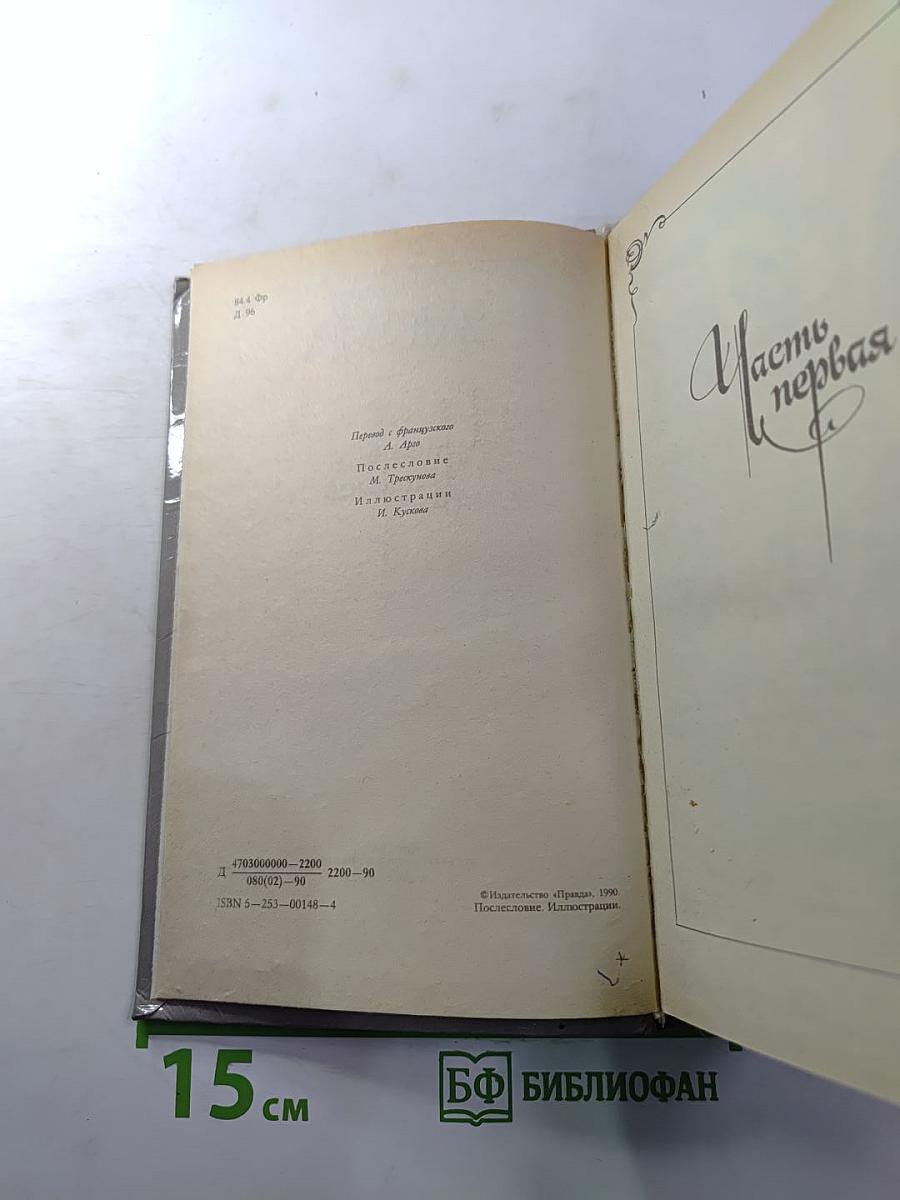 84.4 Фр
Д 96
Перевод с французского
А. Арго
Послесловие
М. Трескунова
Иллюстрации
И. Кускова
Д 4703000000—2200 2200—90
080(02)—90
ISBN 5—253—00148—4
© Издательство «Правда», 1990.
Послесловие. Иллюстрации.
Часть
первая
15 см
БФ БИБЛИОФАН